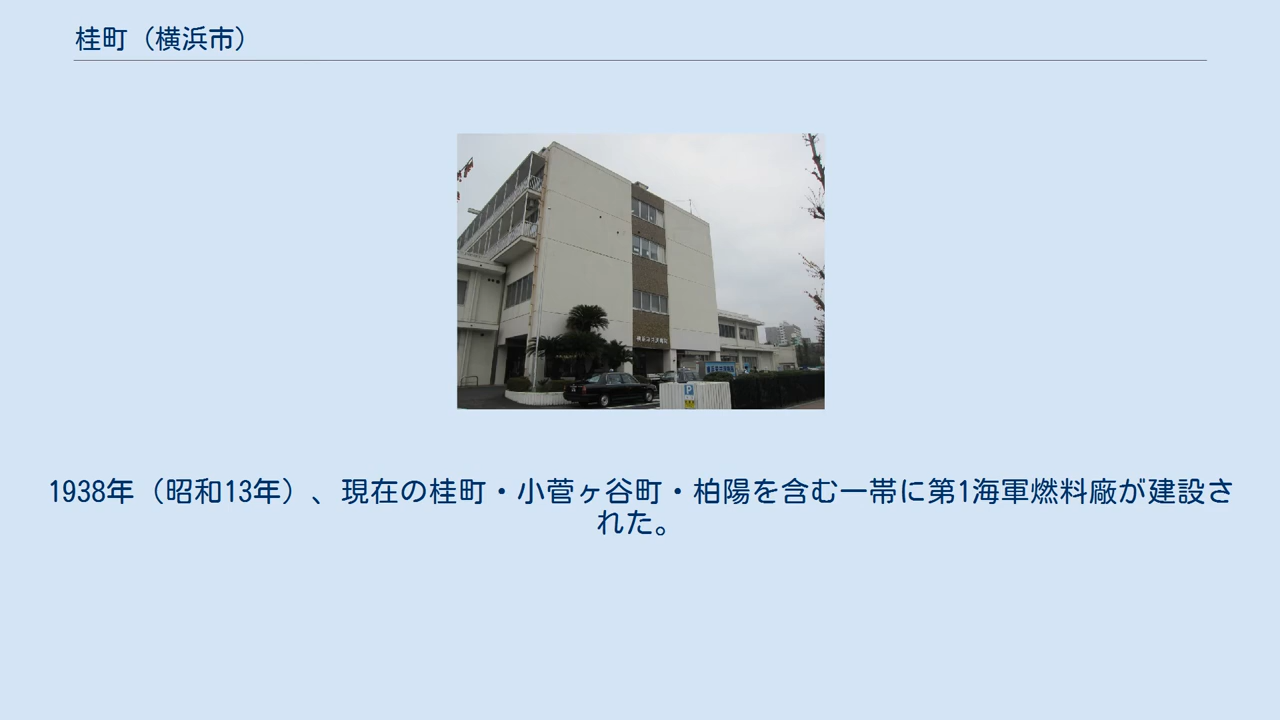 桂町（横浜市）
P
1938年（昭和13年）、現在の桂町・小菅ヶ谷町・柏陽を含む一帯に第1海軍燃料廠が建設さ
れた。